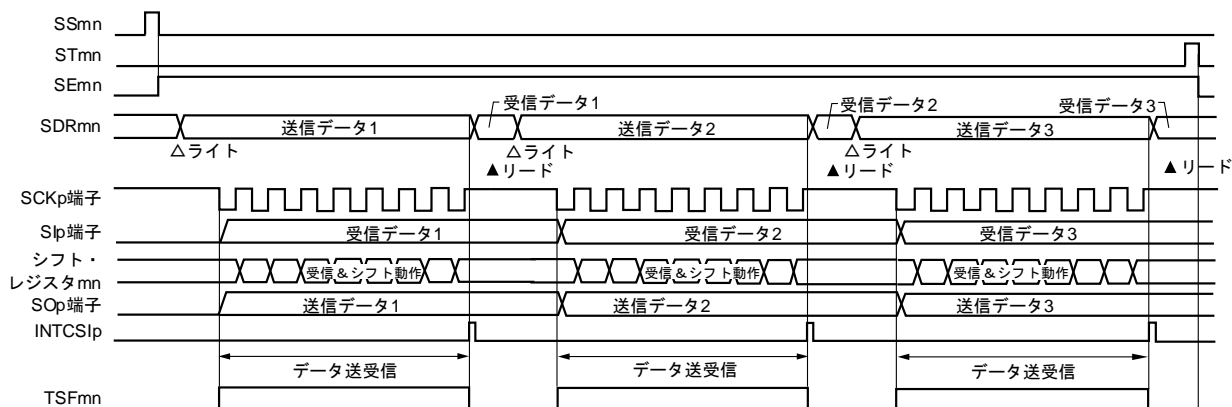 SSmn
STmn
SEmn
受信データ1 受信データ2 受信データ3
SDRmn 送信データ1 送信データ2 送信データ3
△ライト △ライト △ライト
▲リード ▲リード ▲リード
SCKp端子
SIp端子 受信データ1 受信データ2 受信データ3
シフト・
レジスタmn 受信&シフト動作 受信&シフト動作 受信&シフト動作
SOp端子 送信データ1 送信データ2 送信データ3
INTCSIp
データ送受信 データ送受信 データ送受信
TSFmn